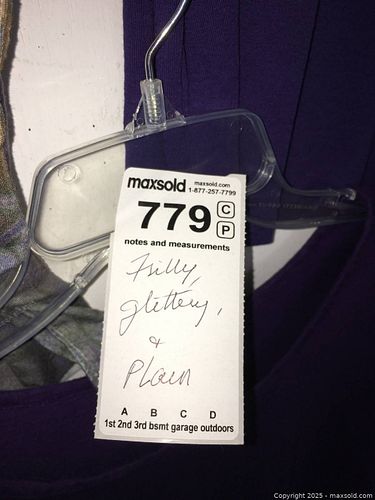 maxsold maxsold.com
1-877-257-7799
779 C
P
notes and measurements
Frilly,
glittery,
&
Plain
A B C D
1st 2nd 3rd bsmt garage outdoors
Copyright 2025 - maxsold.com